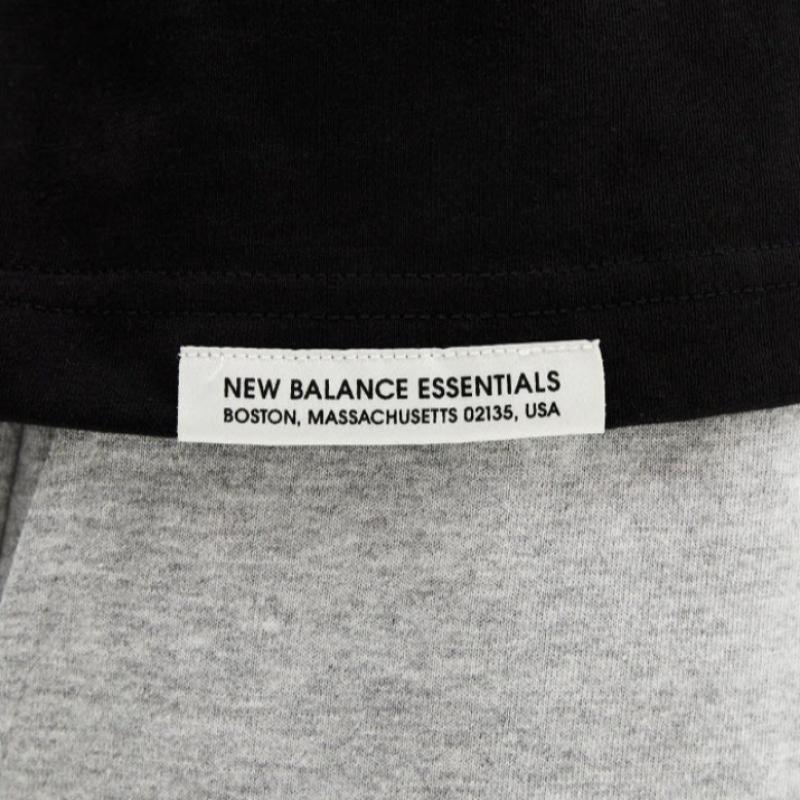 NEW BALANCE ESSENTIALS
BOSTON, MASSACHUSETTS 02135, USA